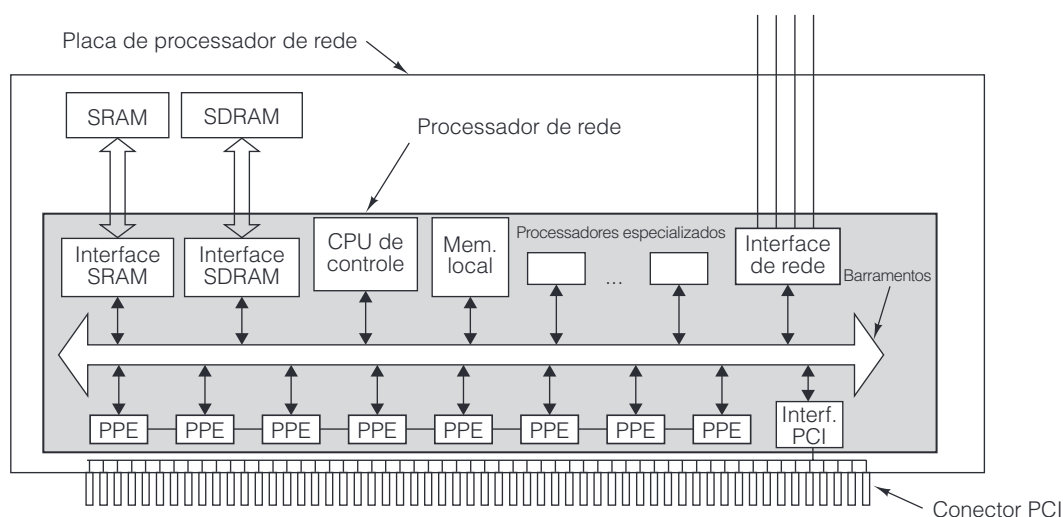 Placa de processador de rede
SRAM
SDRAM
Processador de rede
Interface
SRAM
Interface
SDRAM
CPU de
controle
Mem.
local
Processadores especializados
...
Interface
de rede
Barramentos
PPE
PPE
PPE
PPE
PPE
PPE
PPE
PPE
Interf.
PCI
Conector PCI